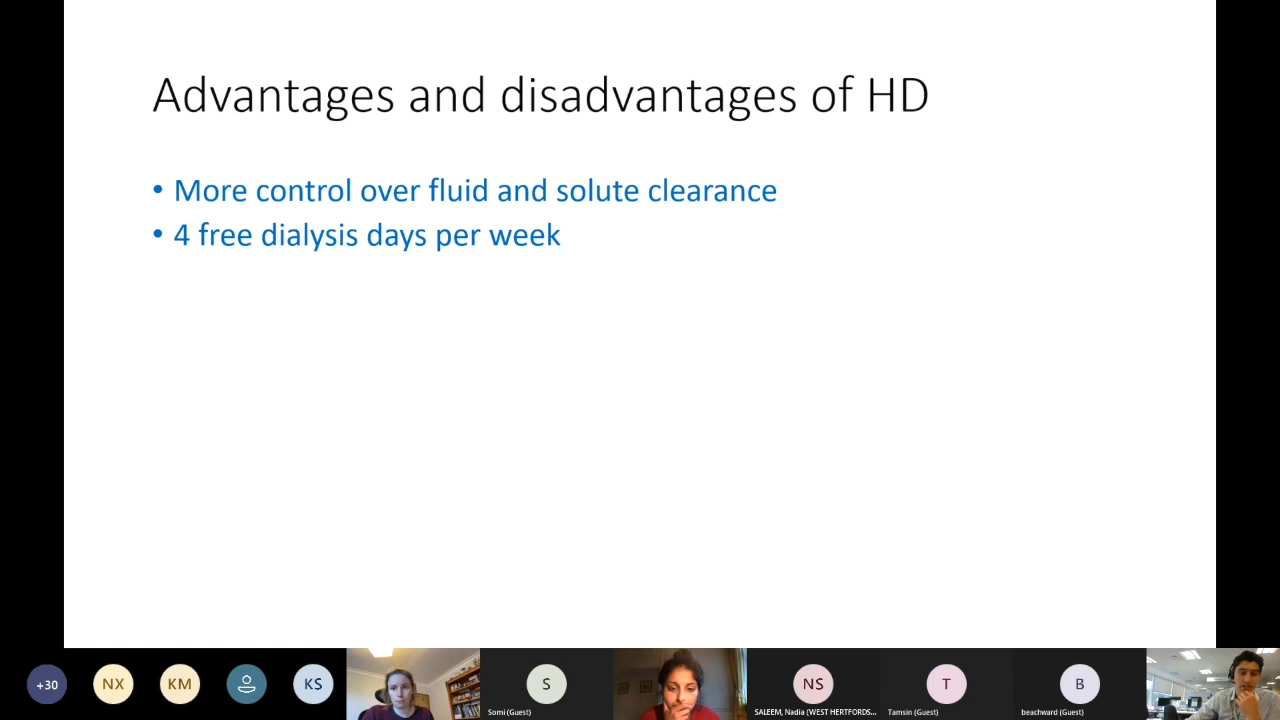 Advantages and disadvantages of HD
• More control over fluid and solute clearance
• 4 free dialysis days per week
+30
NX
KM
KS
S
Somi (Guest)
NS
SALEEM, Nadia (WEST HERTFORDS...
T
Tamsin (Guest)
B
beachward (Guest)